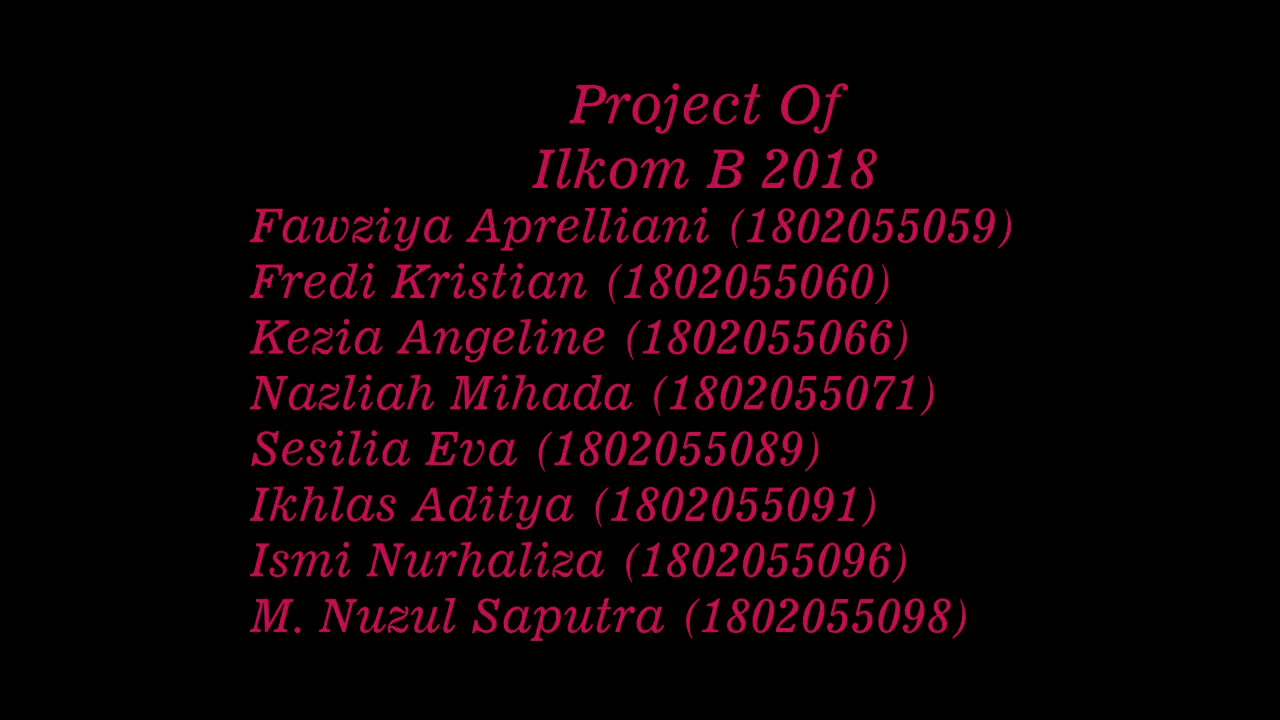 Project Of
Ilkom B 2018
Fawziya Aprelliani (1802055059)
Fredi Kristian (1802055060)
Kezia Angeline (1802055066)
Nazliah Mihada (1802055071)
Sesilia Eva (1802055089)
Ikhlas Aditya (1802055091)
Ismi Nurhaliza (1802055096)
M. Nuzul Saputra (1802055098)